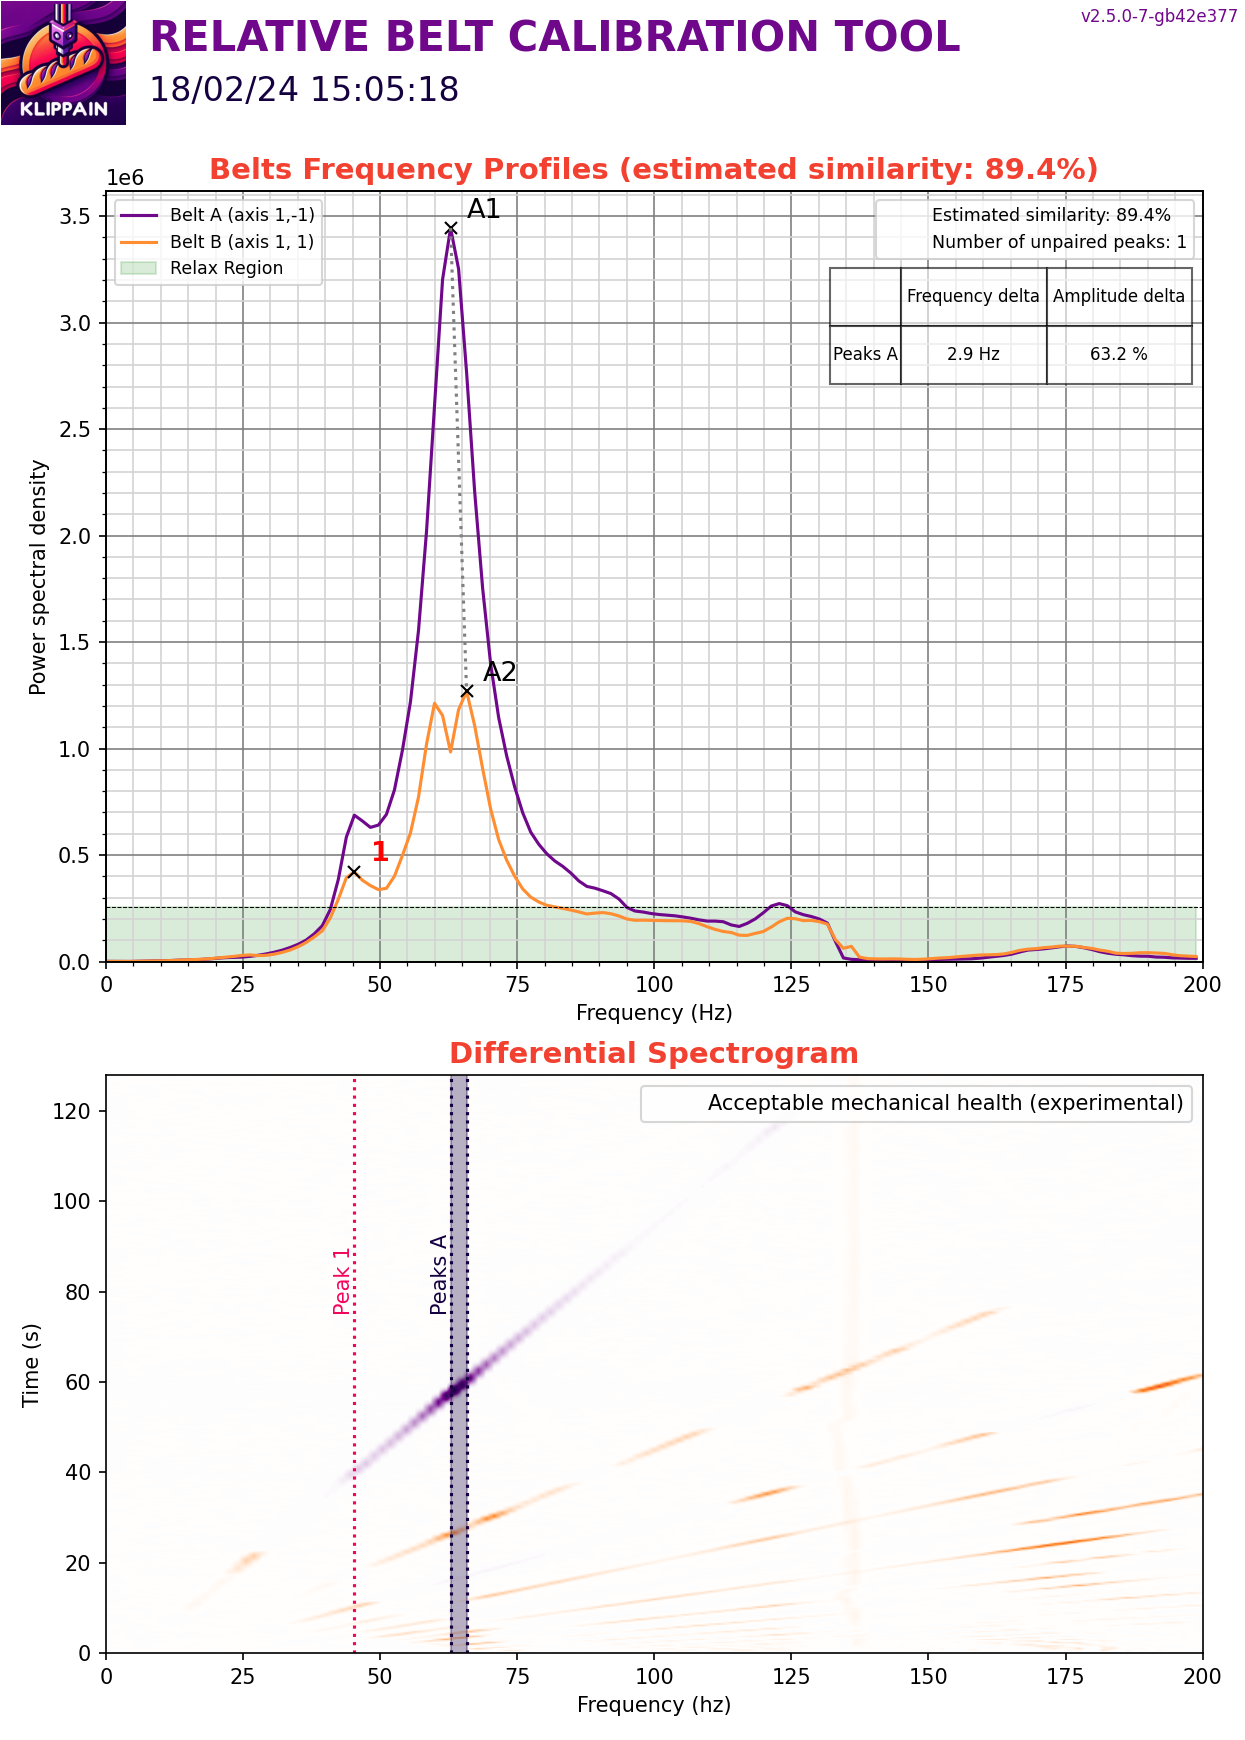 v2.5.0-7-gb42e377
RELATIVE BELT CALIBRATION TOOL
18/02/24 15:05:18
KLIPPAIN
Belts Frequency Profiles (estimated similarity: 89.4%)
1e6
Belt A (axis 1,-1)
Belt B (axis 1, 1)
Relax Region
A1
Estimated similarity: 89.4%
Number of unpaired peaks: 1
Frequency delta Amplitude delta
Peaks A 2.9 Hz 63.2 %
A2
1
3.5
3.0
2.5
2.0
1.5
1.0
0.5
0.0
Power spectral density
0 25 50 75 100 125 150 175 200
Frequency (Hz)
Differential Spectrogram
Acceptable mechanical health (experimental)
Peak 1
Peaks A
120
100
80
60
40
20
0
Time (s)
0 25 50 75 100 125 150 175 200
Frequency (hz)